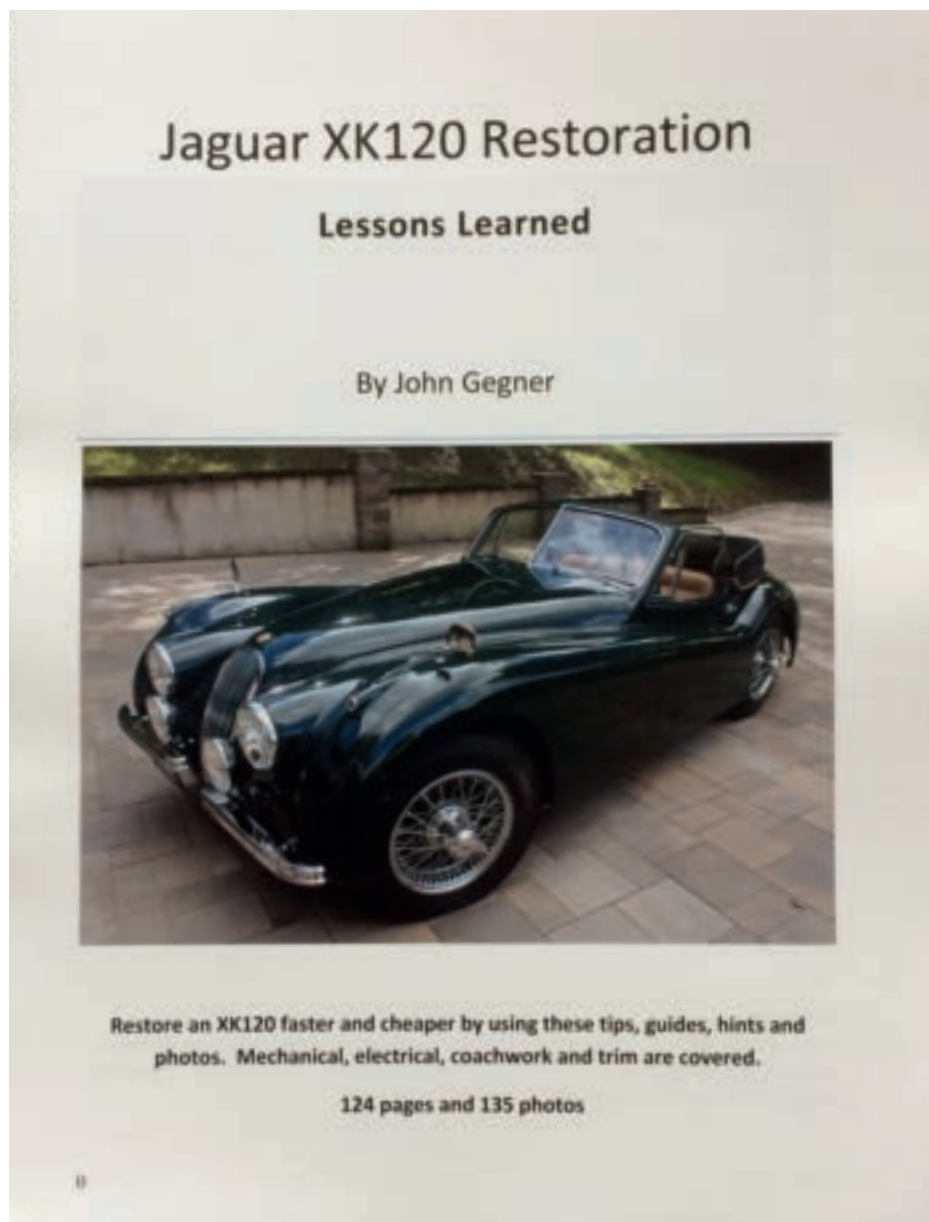 Jaguar XK120 Restoration
Lessons Learned
By John Gegner
Restore an XK120 faster and cheaper by using these tips, guides, hints and
photos. Mechanical, electrical, coachwork and trim are covered.
124 pages and 135 photos
0